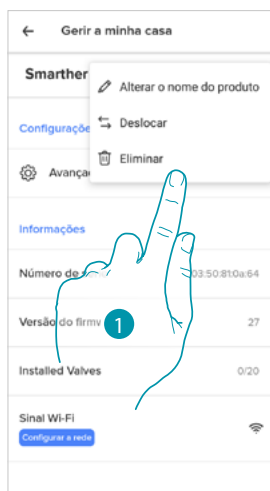 ← Gerir a minha casa
Smarther
Alterar o nome do produto
Deslocar
Eliminar
Configuraçõe
Avança
Informações
Número de 03:50:81:0a:64
Versão do firmw 27
1
Installed Valves 0/20
Sinal Wi-Fi
Configurar a rede